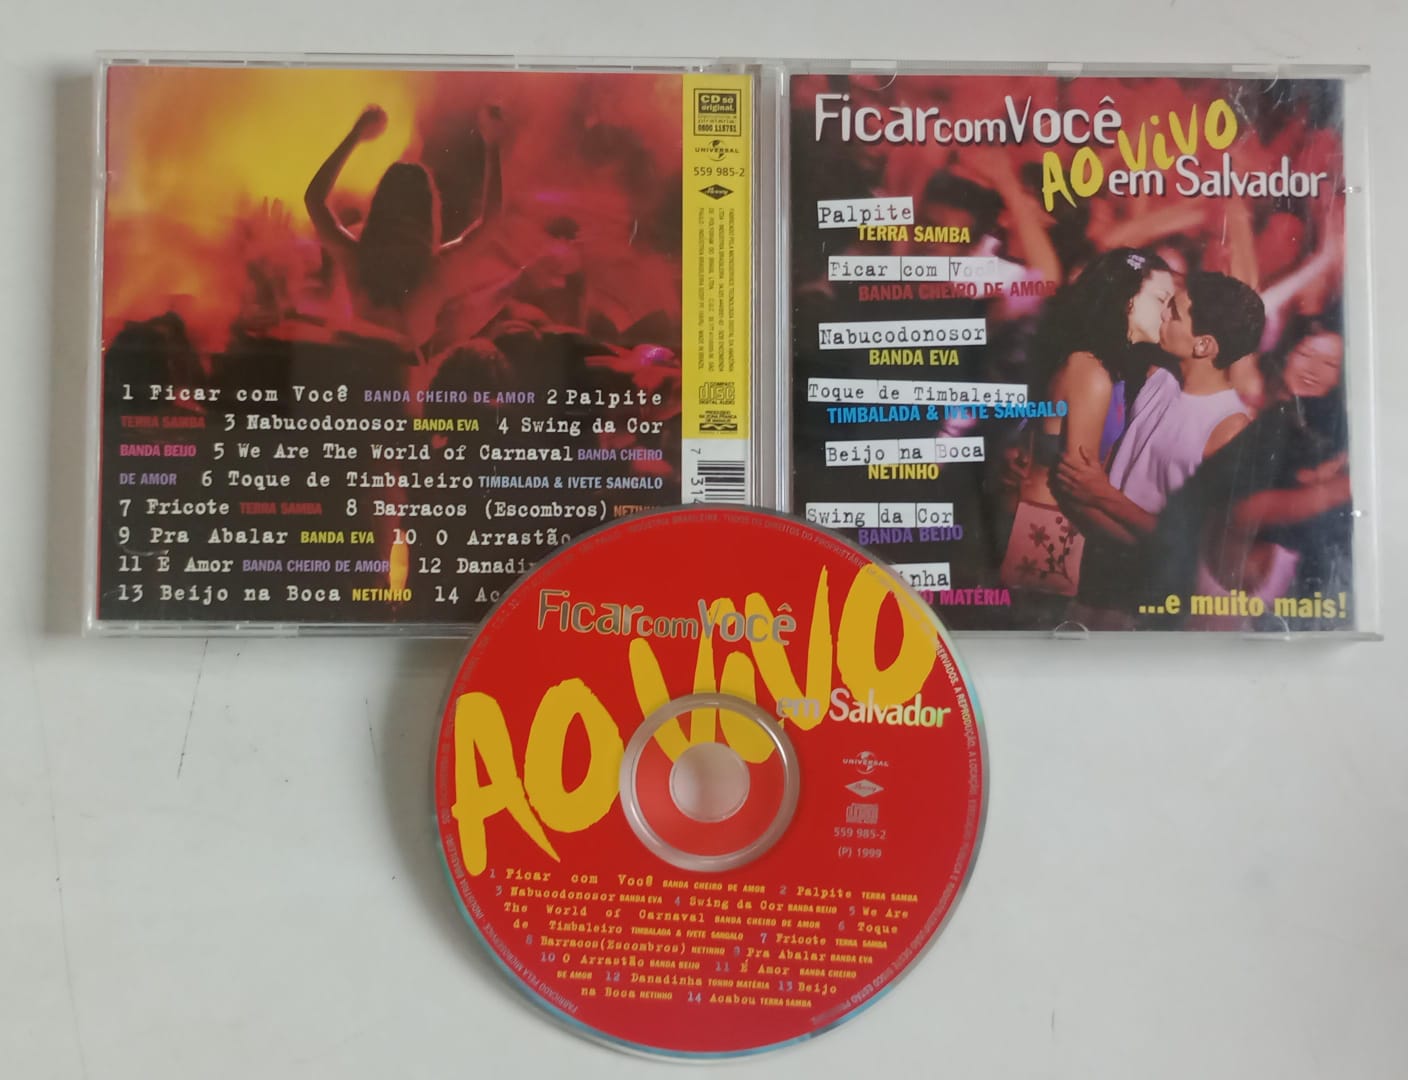 1 Ficar com Você BANDA CHEIRO DE AMOR 2 Palpite
TERRA SAMBA 3 Nabucodonosor BANDA EVA 4 Swing da Cor
BANDA BEIJO 5 We Are The World of Carnaval BANDA CHEIRO
DE AMOR 6 Toque de Timbaleiro TIMBALADA & IVETE SANGALO
7 Fricote TERRA SAMBA 8 Barracos (Escombros)
9 Pra Abalar BANDA EVA 10 O Arrastão
11 É Amor BANDA CHEIRO DE AMOR 12
13 Beijo na Boca NETINHO 14
CD só
original.
0800 115751
UNIVERSAL
559 985-2
COMPACT
disc
DIGITAL AUDIO
Ficar com Você
AO ViVO
em Salvador
Palpite
TERRA SAMBA
Ficar com Você
BANDA CHEIRO DE AMOR
Nabucodonosor
BANDA EVA
Toque de Timbaleiro
TIMBALADA & IVETE SANGALO
Beijo na Boca
NETINHO
Swing da Cor
BANDA BEIJO
MATÉRIA
...e muito mais!
Ficar com Você
AO ViVO
em Salvador
UNIVERSAL
559 985-2
(P) 1999
1 Ficar com Você BANDA CHEIRO DE AMOR 2 Palpite TERRA SAMBA
3 Nabucodonosor BANDA EVA 4 Swing da Cor BANDA BEIJO 5 We Are
The World of Carnaval BANDA CHEIRO DE AMOR 6 Toque
de Timbaleiro TIMBALADA & IVETE SANGALO 7 Fricote TERRA SAMBA
8 Barracos(Escombros) NETINHO 9 Pra Abalar BANDA EVA
10 O Arrastão BANDA BEIJO 11 É Amor BANDA CHEIRO
DE AMOR 12 Danadinha TONHO MATÉRIA 13 Beijo
na Boca NETINHO 14 Acabou TERRA SAMBA